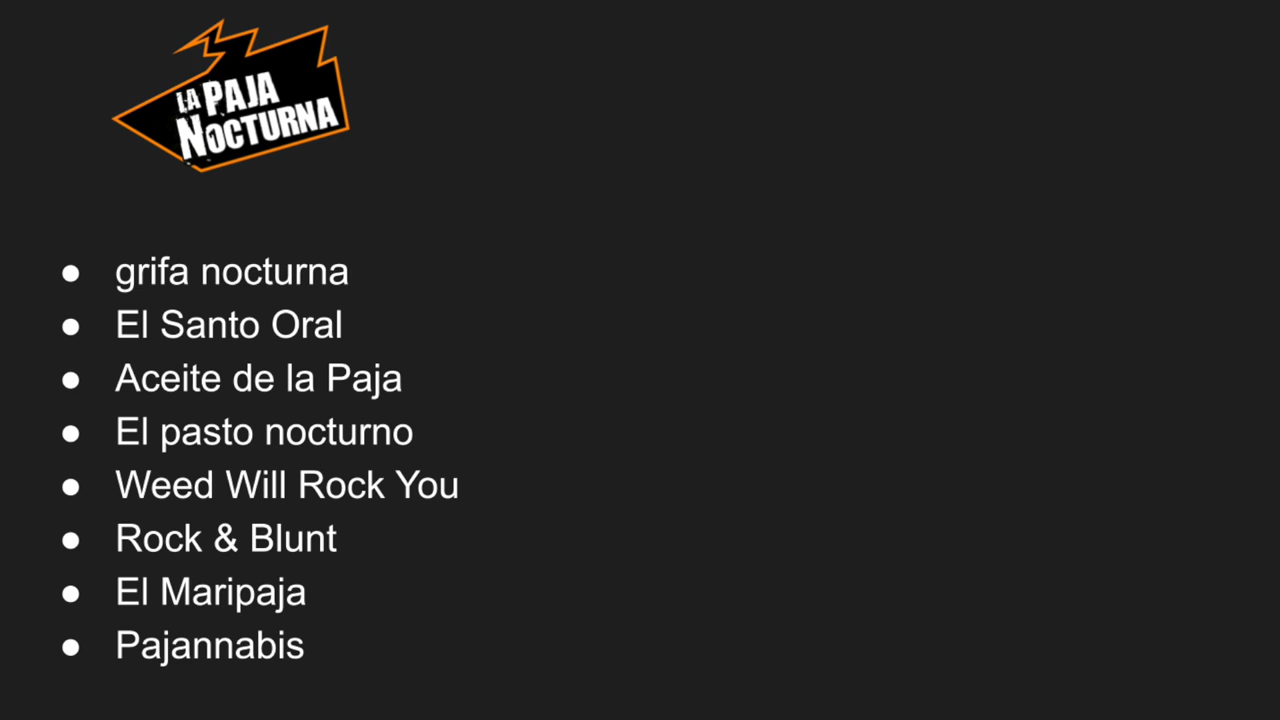 LA PAJA
NOCTURNA
● grifa nocturna
● El Santo Oral
● Aceite de la Paja
● El pasto nocturno
● Weed Will Rock You
● Rock & Blunt
● El Maripaja
● Pajannabis